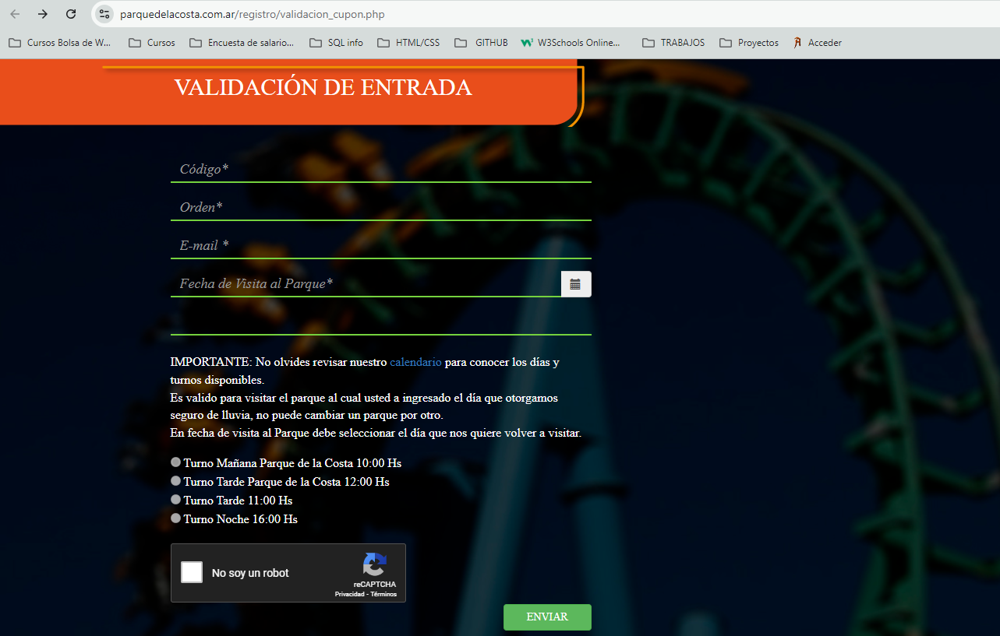 parquedelacosta.com.ar/registro/validacion_cupon.php
Cursos Bolsa de W... Cursos Encuesta de salario... SQL info HTML/CSS GITHUB W3Schools Online... TRABAJOS Proyectos Acceder
VALIDACIÓN DE ENTRADA
Código*
Orden*
E-mail *
Fecha de Visita al Parque*
IMPORTANTE: No olvides revisar nuestro calendario para conocer los días y
turnos disponibles.
Es valido para visitar el parque al cual usted a ingresado el día que otorgamos
seguro de lluvia, no puede cambiar un parque por otro.
En fecha de visita al Parque debe seleccionar el día que nos quiere volver a visitar.
Turno Mañana Parque de la Costa 10:00 Hs
Turno Tarde Parque de la Costa 12:00 Hs
Turno Tarde 11:00 Hs
Turno Noche 16:00 Hs
No soy un robot
reCAPTCHA
Privacidad - Términos
ENVIAR